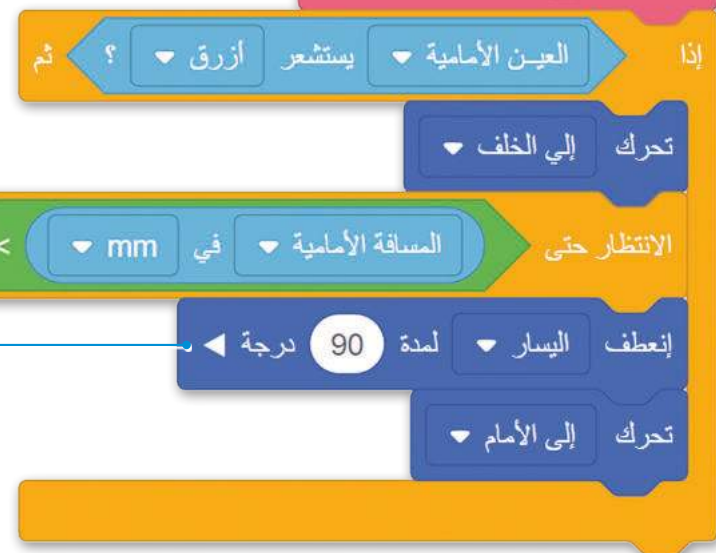 إذا العيـن الأمامية يستشعر أزرق ؟ ثم
تحرك إلي الخلف
الانتظار حتى المسافة الأمامية في mm >
إنعطف اليسار لمدة 90 درجة
تحرك إلى الأمام